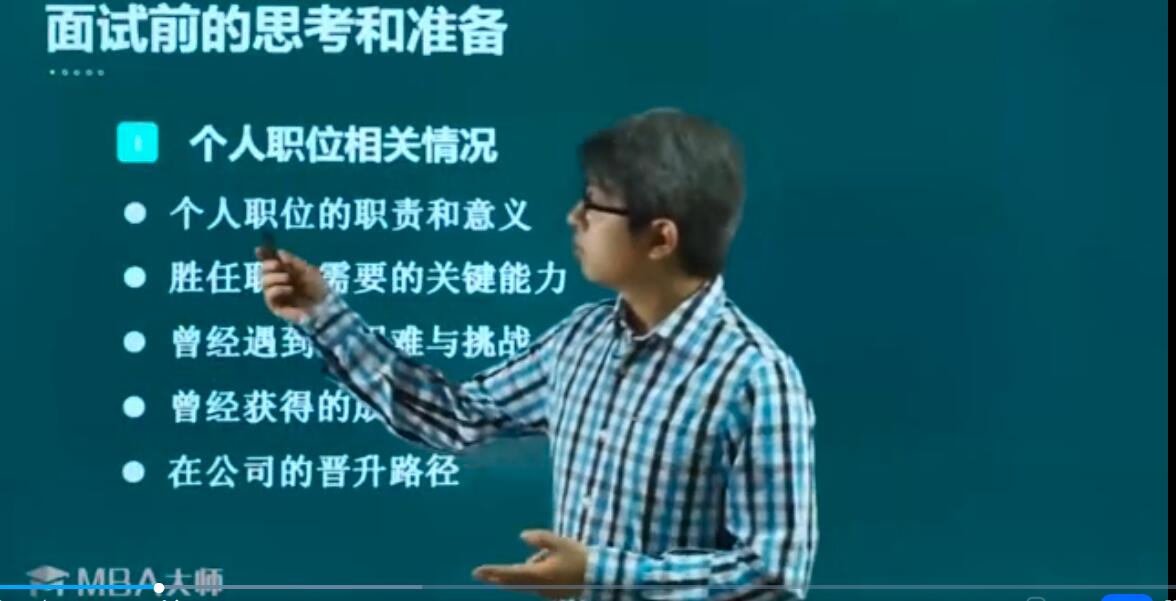 面试前的思考和准备
个人职位相关情况
个人职位的职责和意义
胜任职 需要的关键能力
曾经遇到 难与挑战
曾经获得的成
在公司的晋升路径
MBA大师